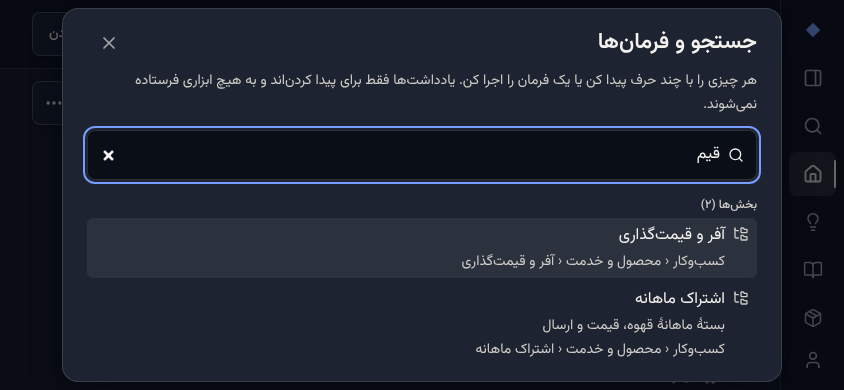 جستجو و فرمان‌ها
هر چیزی را با چند حرف پیدا کن یا یک فرمان را اجرا کن. یادداشت‌ها فقط برای پیدا کردن‌اند و به هیچ ابزاری فرستاده
نمی‌شوند.
قیم
بخش‌ها (۲)
آفر و قیمت‌گذاری
کسب‌وکار › محصول و خدمت › آفر و قیمت‌گذاری
اشتراک ماهانه
بستهٔ ماهانهٔ قهوه، قیمت و ارسال
کسب‌وکار › محصول و خدمت › اشتراک ماهانه